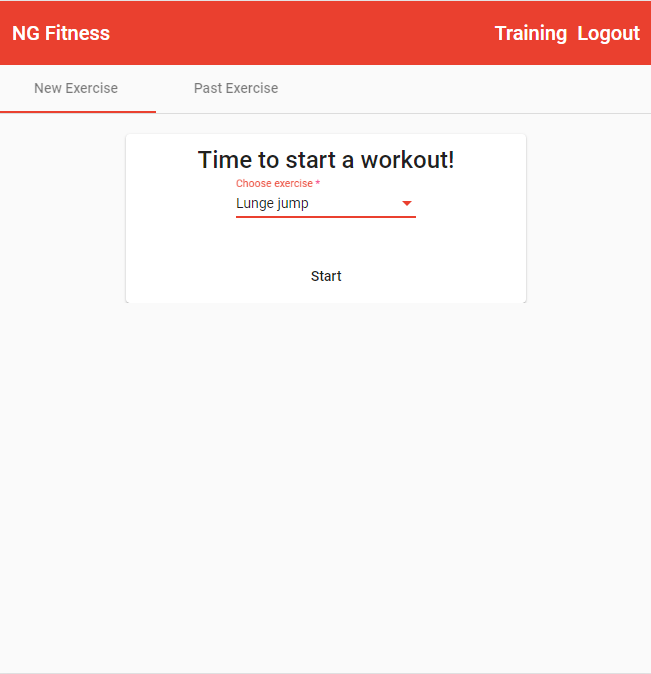 NG Fitness Training Logout
New Exercise Past Exercise
Time to start a workout!
Choose exercise *
Lunge jump
Start